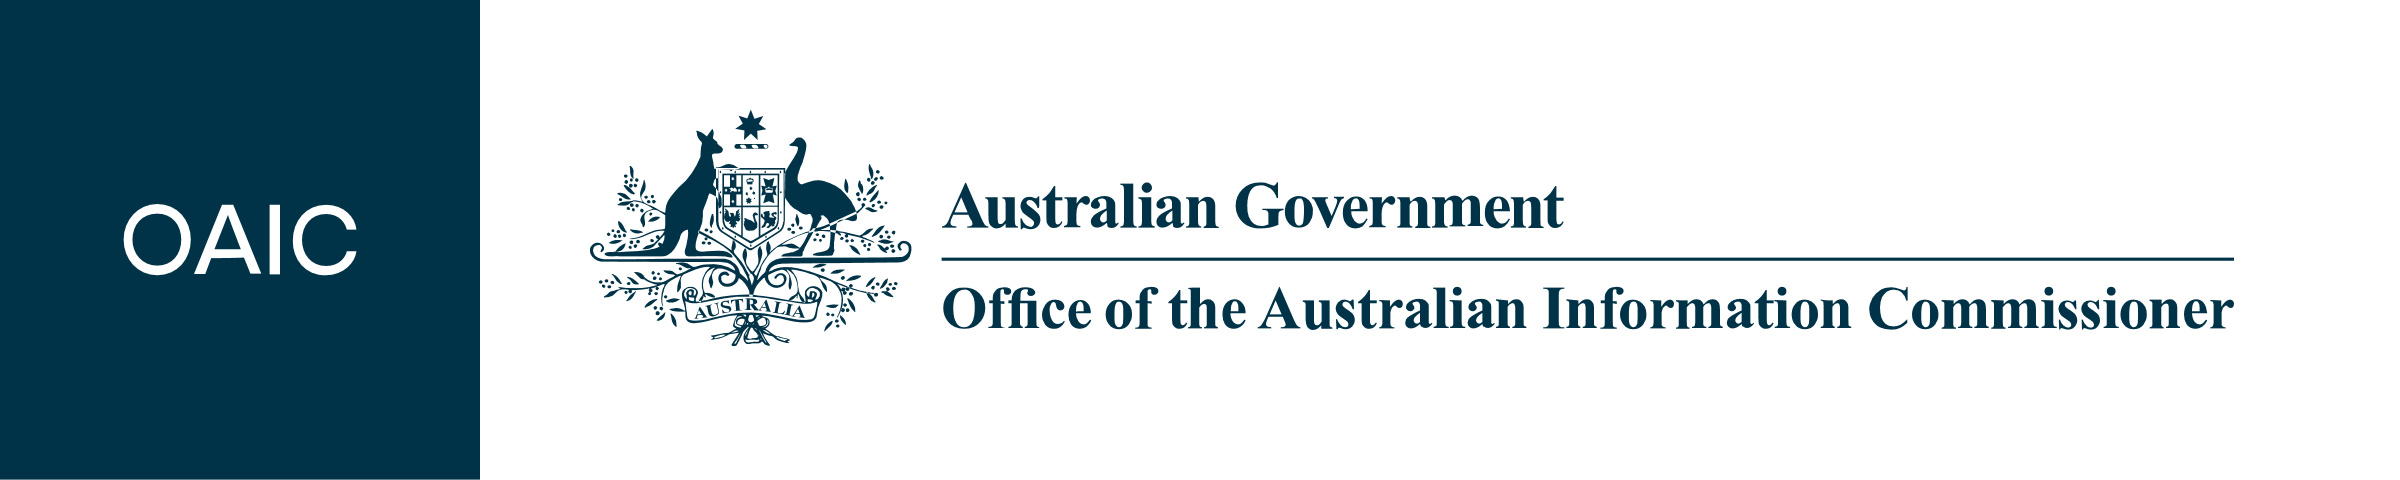 OAIC
AUSTRALIA
Australian Government
Office of the Australian Information Commissioner